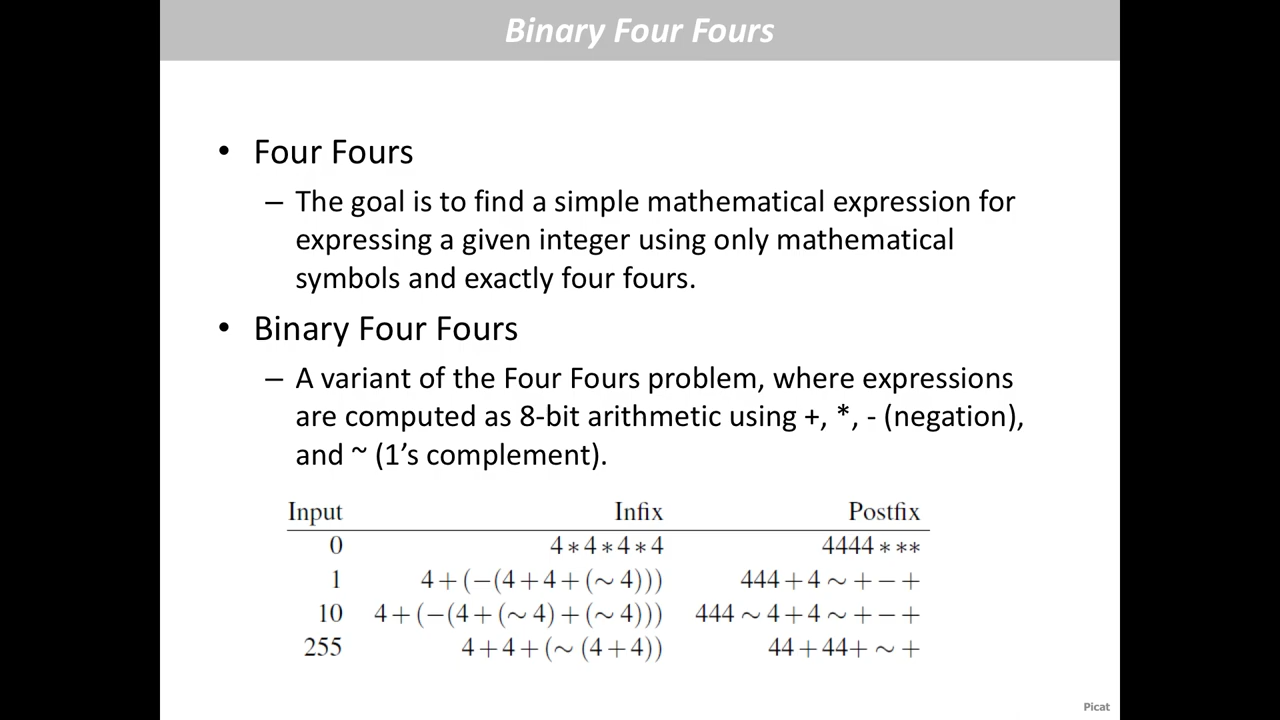 Binary Four Fours
• Four Fours
– The goal is to find a simple mathematical expression for
expressing a given integer using only mathematical
symbols and exactly four fours.
• Binary Four Fours
– A variant of the Four Fours problem, where expressions
are computed as 8-bit arithmetic using +, *, - (negation),
and ~ (1’s complement).
Input Infix Postfix
0 4∗4∗4∗4 4444∗∗∗
1 4+(−(4+4+(∼4))) 444+4∼+−+
10 4+(−(4+(∼4)+(∼4))) 444∼4+4∼+−+
255 4+4+(∼(4+4)) 44+44+∼+
Picat